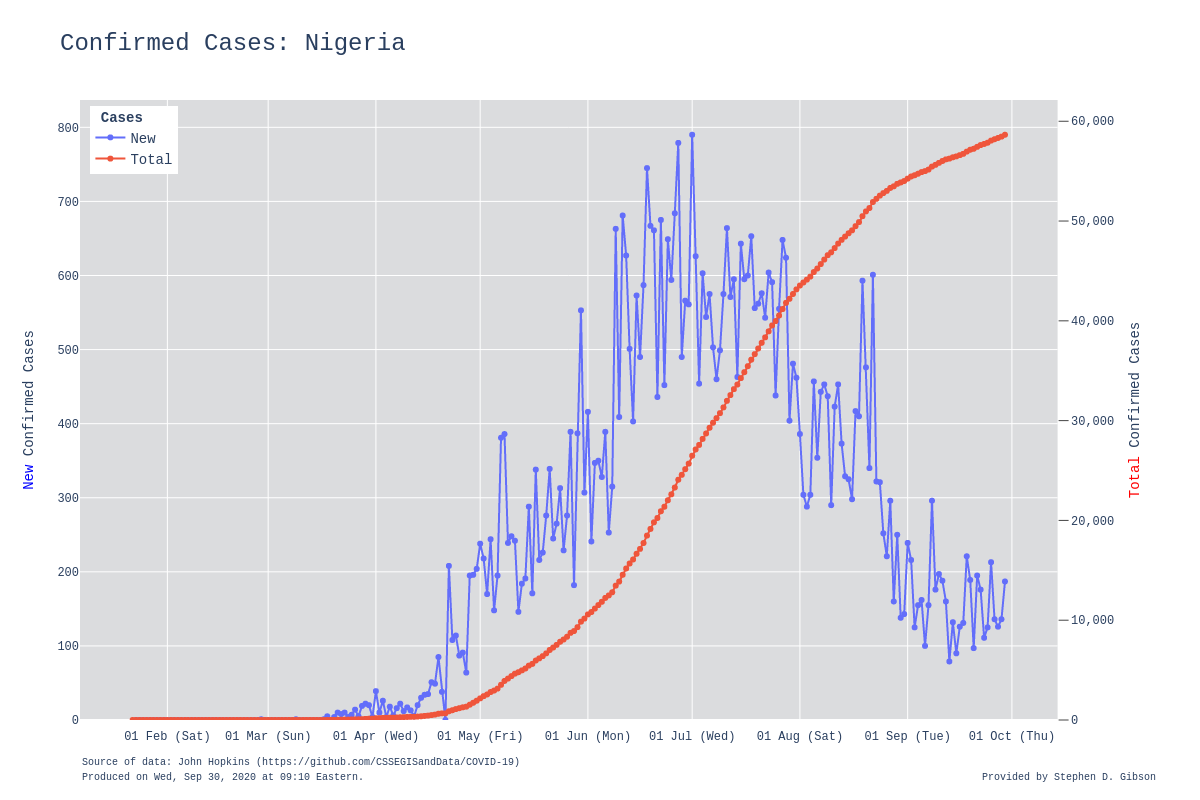 Confirmed Cases: Nigeria
Cases
New
Total
800
700
600
500
400
300
200
100
0
60,000
50,000
40,000
30,000
20,000
10,000
0
New Confirmed Cases
Total Confirmed Cases
01 Feb (Sat) 01 Mar (Sun) 01 Apr (Wed) 01 May (Fri) 01 Jun (Mon) 01 Jul (Wed) 01 Aug (Sat) 01 Sep (Tue) 01 Oct (Thu)
Source of data: John Hopkins (https://github.com/CSSEGISandData/COVID-19)
Produced on Wed, Sep 30, 2020 at 09:10 Eastern.
Provided by Stephen D. Gibson